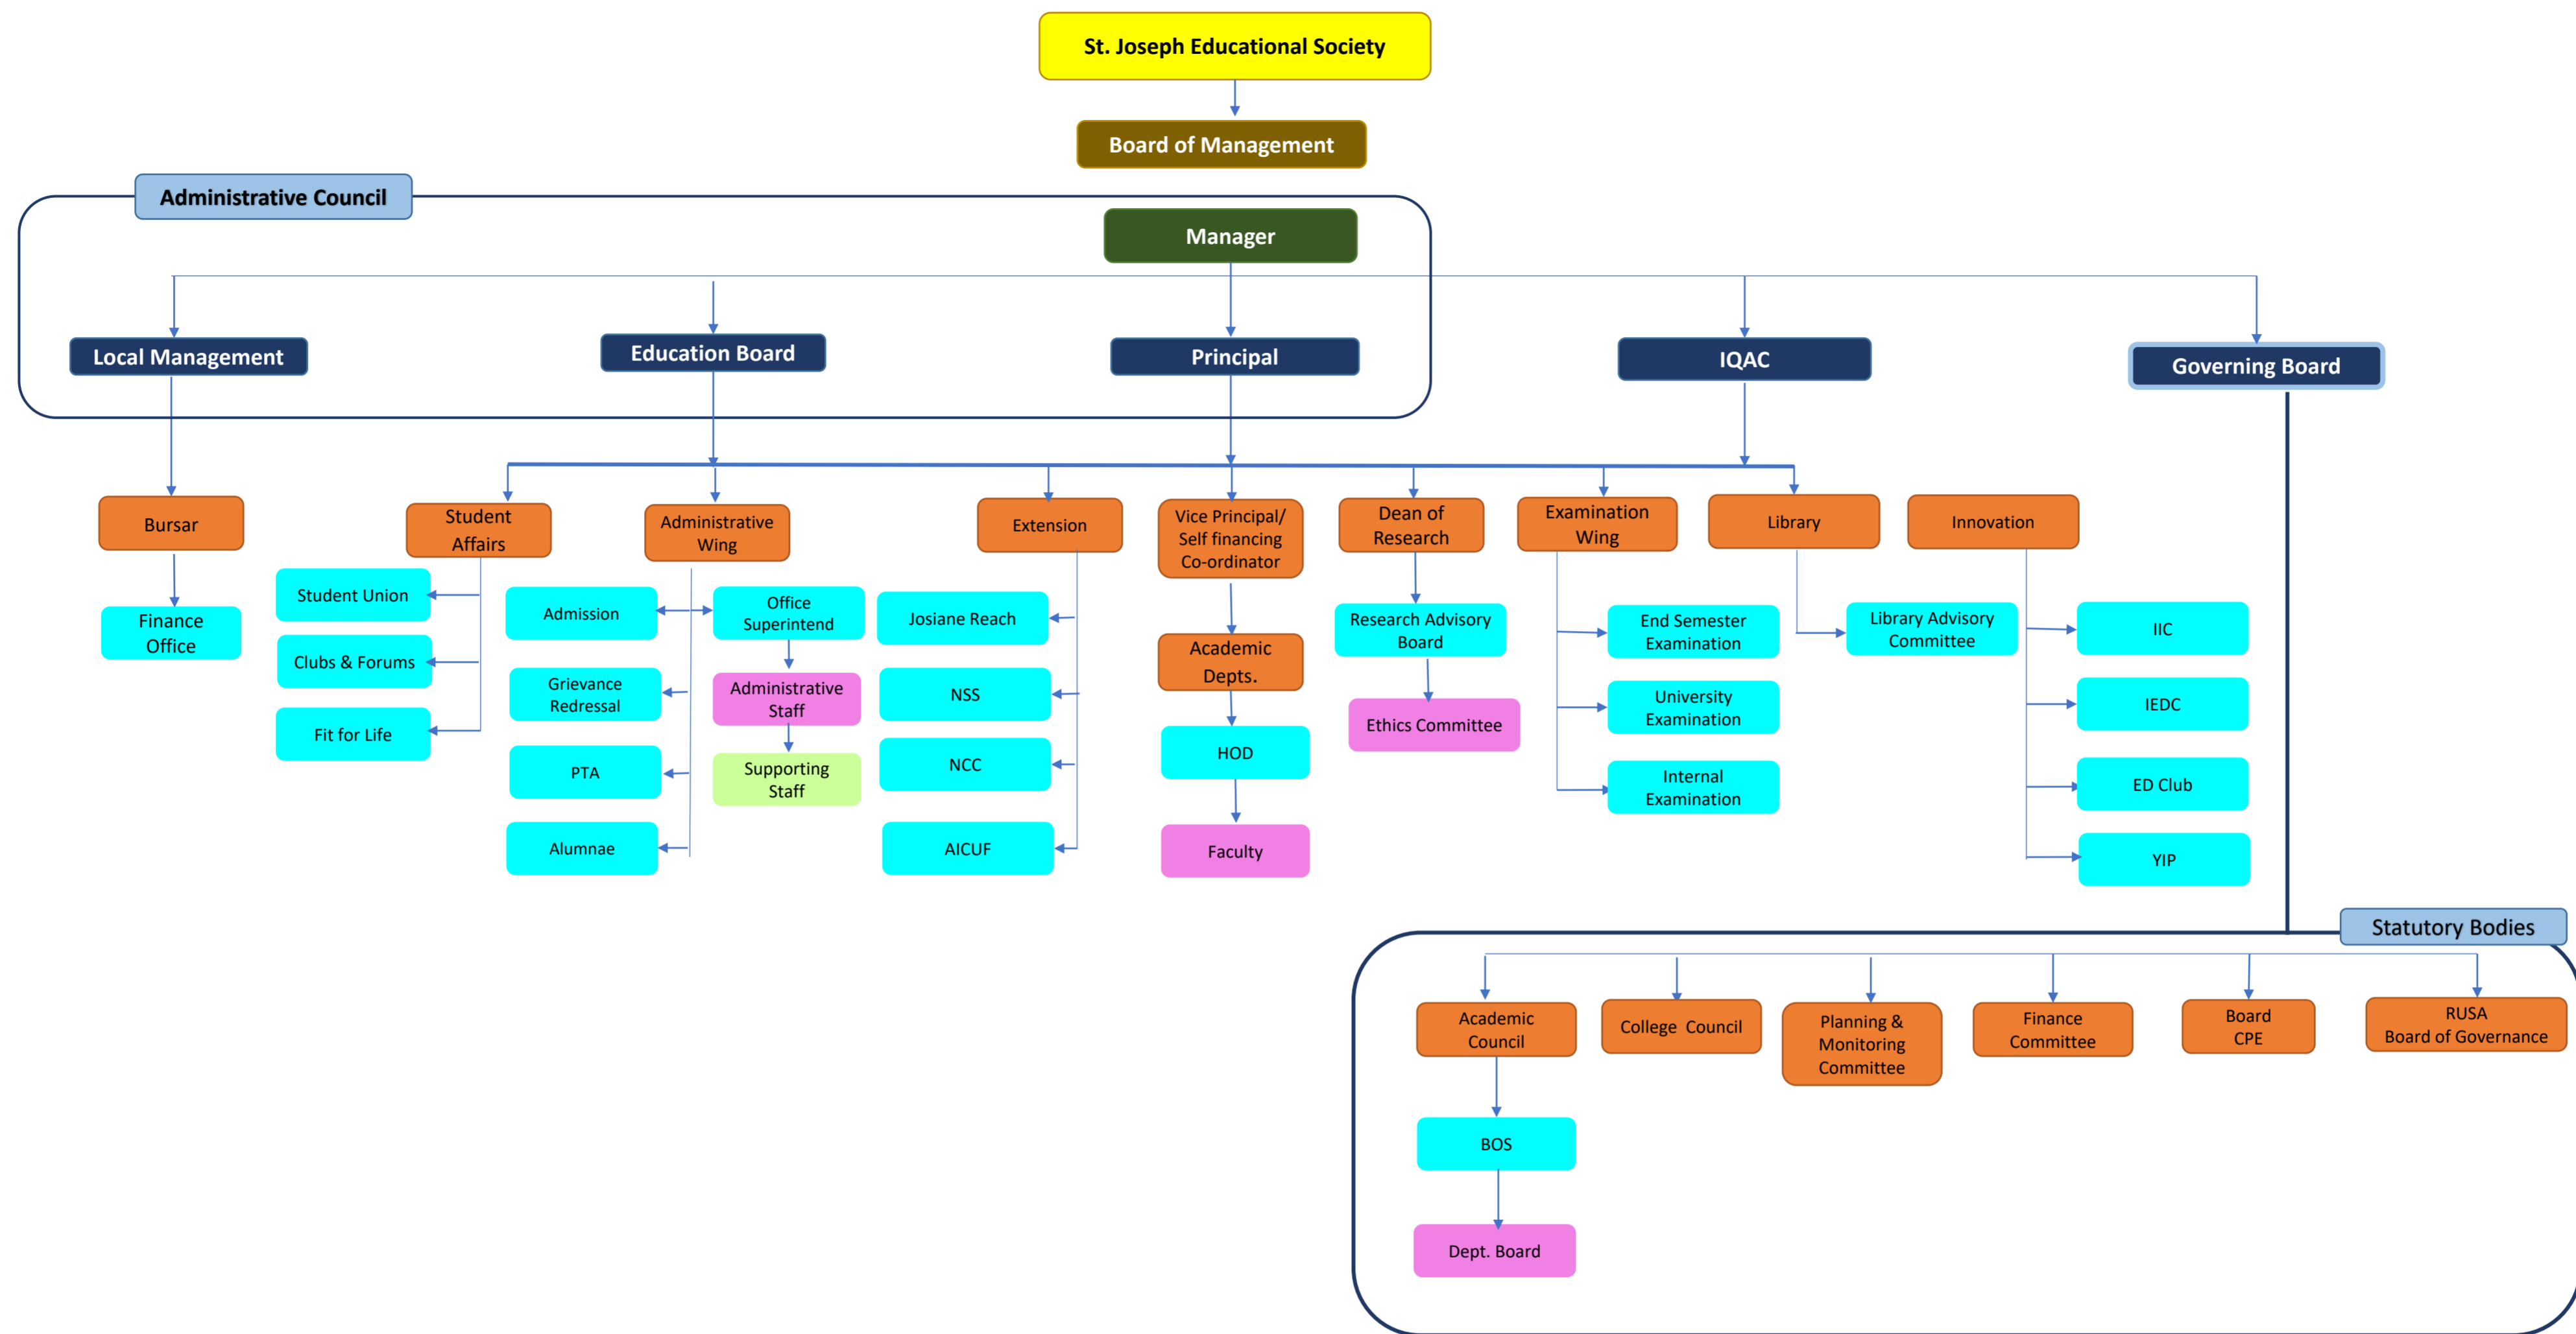 St. Joseph Educational Society
Board of Management
Administrative Council
Manager
Local Management
Education Board
Principal
IQAC
Governing Board
Bursar
Student
Affairs
Administrative
Wing
Extension
Vice Principal/
Self financing
Co-ordinator
Dean of
Research
Examination
Wing
Library
Innovation
Finance
Office
Student Union
Clubs & Forums
Fit for Life
Admission
Grievance
Redressal
PTA
Alumnae
Office
Superintend
Administrative
Staff
Supporting
Staff
Josiane Reach
NSS
NCC
AICUF
Academic
Depts.
HOD
Faculty
Research Advisory
Board
Ethics Committee
End Semester
Examination
University
Examination
Internal
Examination
Library Advisory
Committee
IIC
IEDC
ED Club
YIP
Statutory Bodies
Academic
Council
College  Council
Planning &
Monitoring
Committee
Finance
Committee
Board
CPE
RUSA
Board of Governance
BOS
Dept. Board